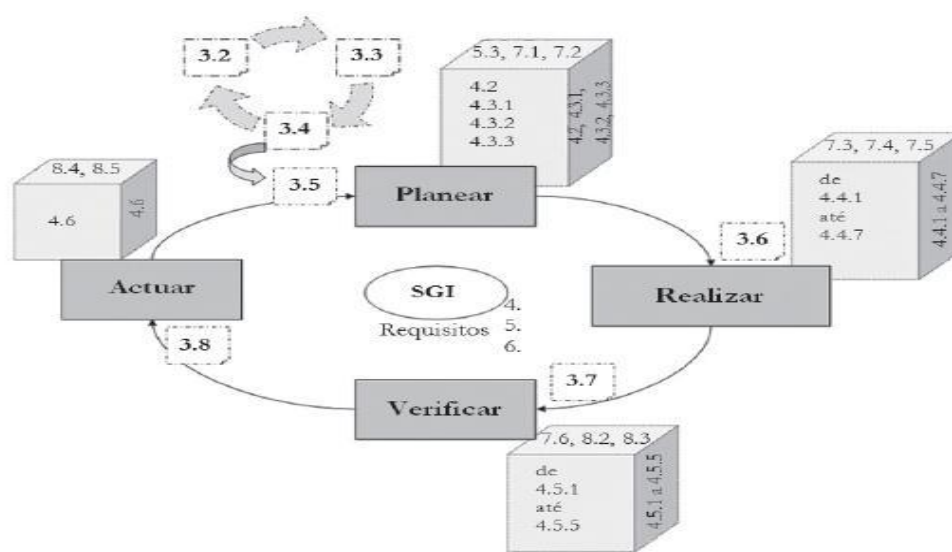 3.2
3.3
3.4
3.5
5.3, 7.1, 7.2
4.2
4.3.1
4.3.2
4.3.3
4.2, 4.3.1,
4.3.2, 4.3.3
Planear
7.3, 7.4, 7.5
de
4.4.1
até
4.4.7
4.4.1 a 4.4.7
3.6
Realizar
8.4, 8.5
4.6
4.6
Actuar
SGI
Requisitos
4.
5.
6.
3.8
3.7
Verificar
7.6, 8.2, 8.3
de
4.5.1
até
4.5.5
4.5.1 a 4.5.5